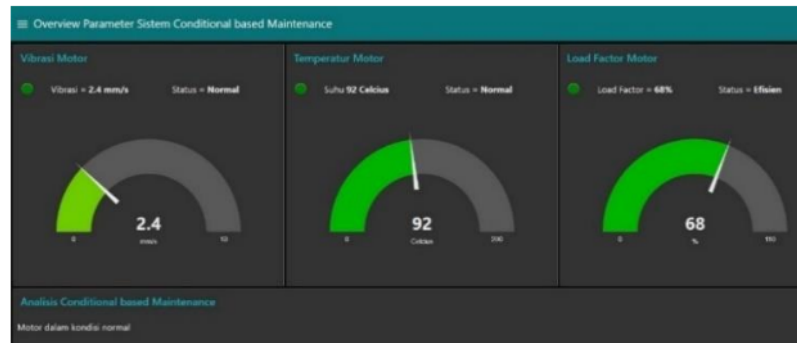 Overview Parameter Sistem Conditional based Maintenance
Vibrasi Motor
Vibrasi = 2.4 mm/s Status = Normal
2.4
mm/s
0 10
Temperatur Motor
Suhu 92 Celcius Status = Normal
92
Celcius
0 200
Load Factor Motor
Load Factor = 68% Status = Efisien
68
%
0 110
Analisis Conditional based Maintenance
Motor dalam kondisi normal